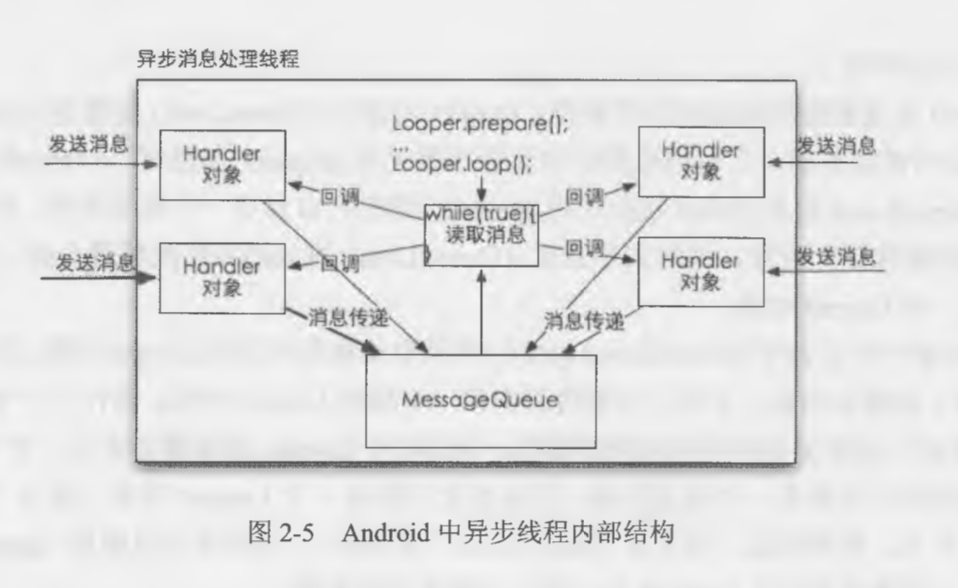 异步消息处理线程
发送消息
Handler
对象
Looper.prepare();
...
Looper.loop();
Handler
对象
发送消息
回调
回调
while(true){
读取消息
}
发送消息
Handler
对象
回调
回调
Handler
对象
发送消息
消息传递
消息传递
MessageQueue
图 2-5 Android 中异步线程内部结构